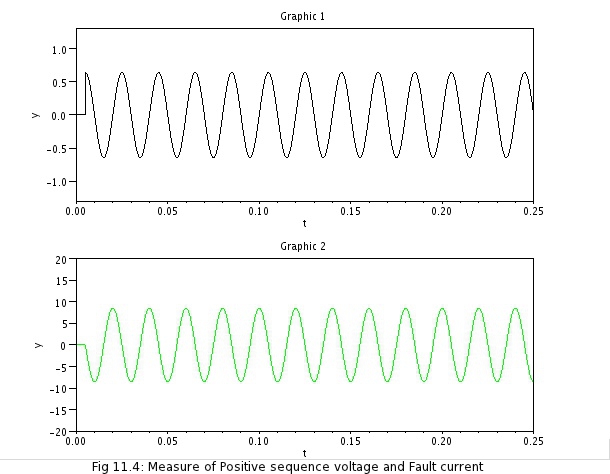 Graphic 1
1.0
0.5
0.0
-0.5
-1.0
y
0.00 0.05 0.10 0.15 0.20 0.25
t
Graphic 2
20
15
10
5
0
-5
-10
-15
-20
y
0.00 0.05 0.10 0.15 0.20 0.25
t
Fig 11.4: Measure of Positive sequence voltage and Fault current